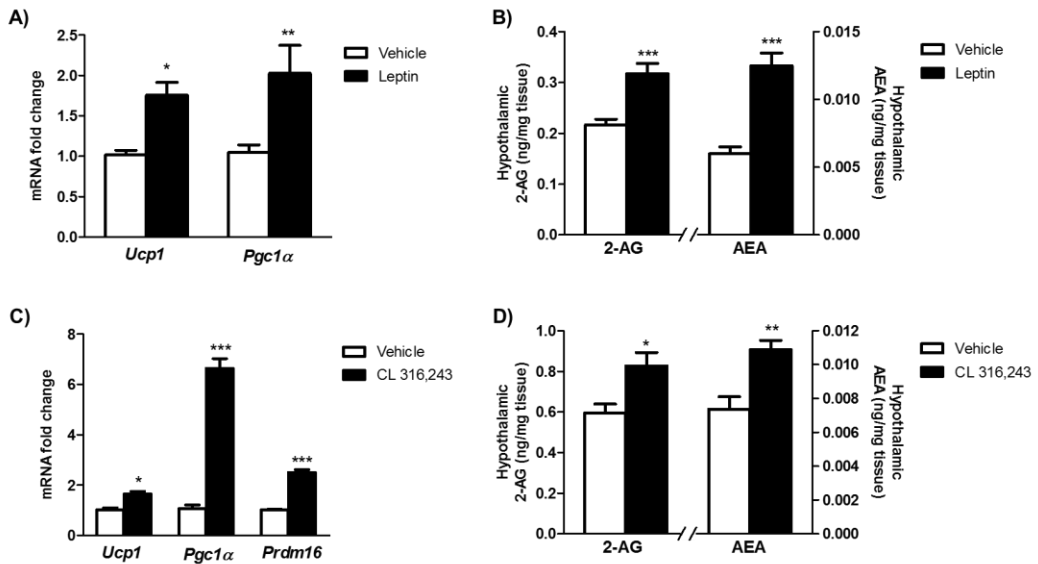 A)
mRNA fold change
2.5
2.0
1.5
1.0
0.5
0.0
*
**
Ucp1
Pgc1α
Vehicle
Leptin
B)
Hypothalamic
2-AG (ng/mg tissue)
0.4
0.3
0.2
0.1
0.0
***
***
2-AG
//
AEA
0.015
0.010
0.005
0.000
Hypothalamic
AEA (ng/mg tissue)
Vehicle
Leptin
C)
mRNA fold change
8
6
4
2
0
*
***
***
Ucp1
Pgc1α
Prdm16
Vehicle
CL 316,243
D)
Hypothalamic
2-AG (ng/mg tissue)
1.0
0.8
0.6
0.4
0.2
0.0
*
**
2-AG
//
AEA
0.012
0.010
0.008
0.006
0.004
0.002
0.000
Hypothalamic
AEA (ng/mg tissue)
Vehicle
CL 316,243